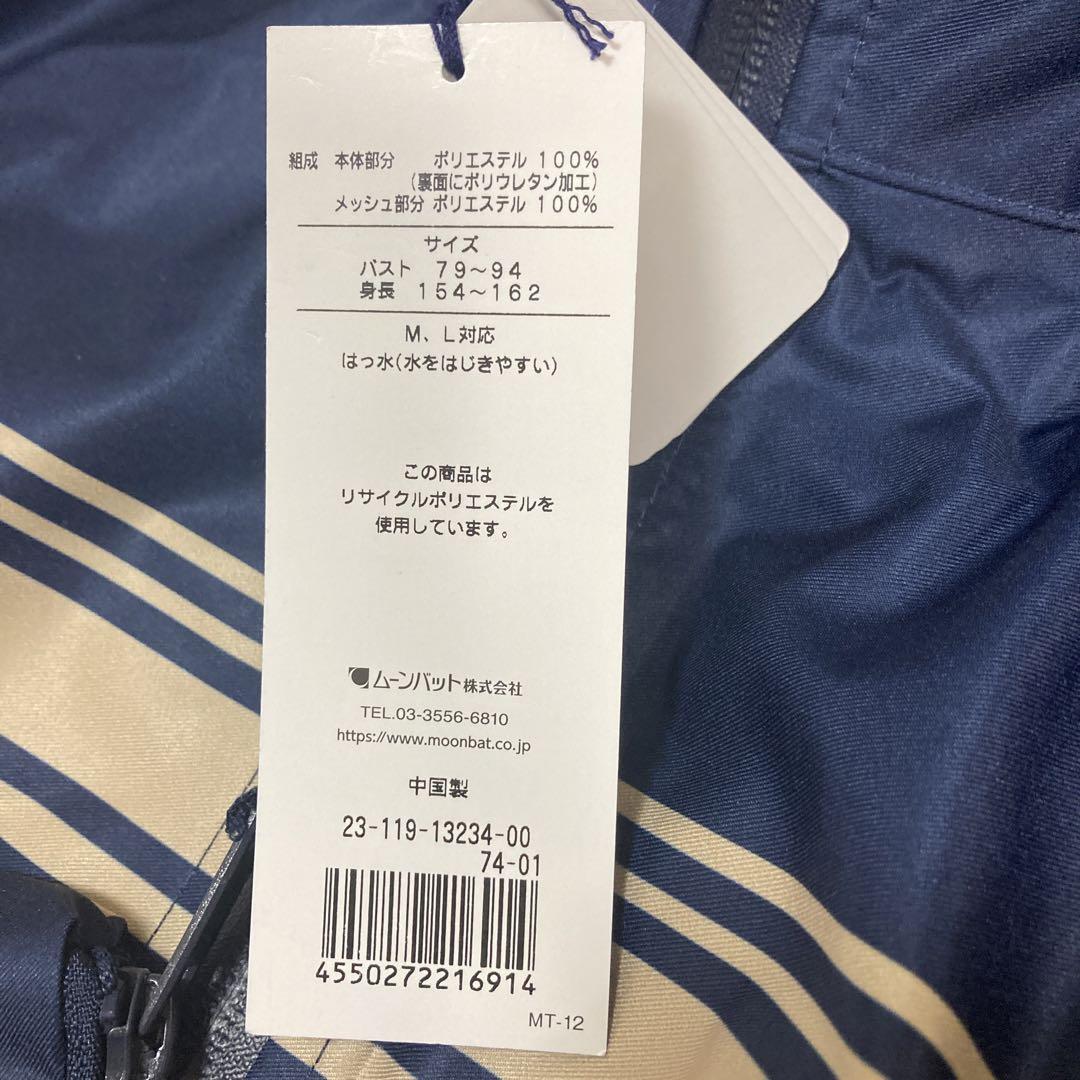 組成 本体部分 ポリエステル 100%
(裏面にポリウレタン加工)
メッシュ部分 ポリエステル 100%
サイズ
バスト 79〜94
身長 154〜162
M、L対応
はっ水(水をはじきやすい)
この商品は
リサイクルポリエステルを
使用しています。
ムーンバット株式会社
TEL.03-3556-6810
https://www.moonbat.co.jp
中国製
23-119-13234-00
74-01
4550272216914
MT-12